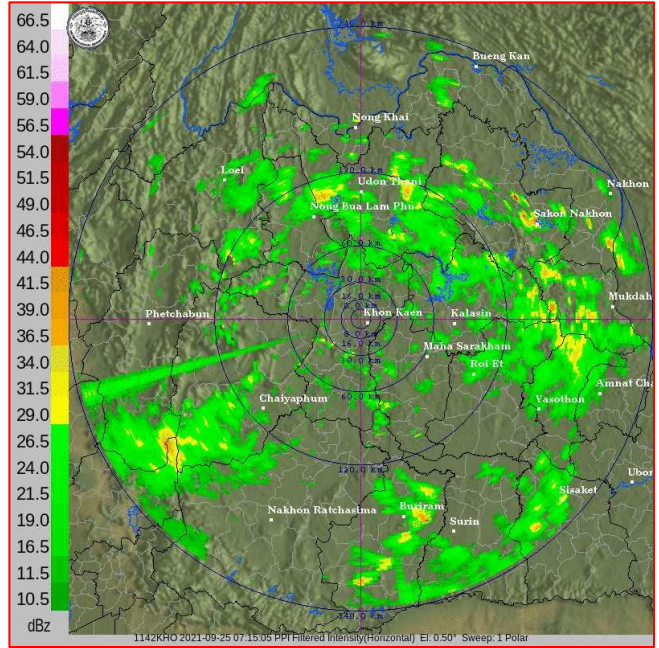 66.5
64.0
61.5
59.0
56.5
54.0
51.5
49.0
46.5
44.0
41.5
39.0
36.5
34.0
31.5
29.0
26.5
24.0
21.5
19.0
16.5
11.5
10.5
dBz
Bueng Kan
Nong Khai
Loei
Udon Thani
Nakhon
Nong Bua Lam Phu
Sakon Nakhon
Mukdah
Phetchabun
Khon Kaen
Kalasin
Maha Sarakham
Roi Et
Amnat Cha
Chaiyaphum
Yasothon
60.0 km
120.0 km
Ubon
Sisaket
Nakhon Ratchasima
Buriram
Surin
240.0 km
1142KHO 2021-09-25 07:15:05 PPI Filtered Intensity(Horizontal) El: 0.50° Sweep: 1 Polar